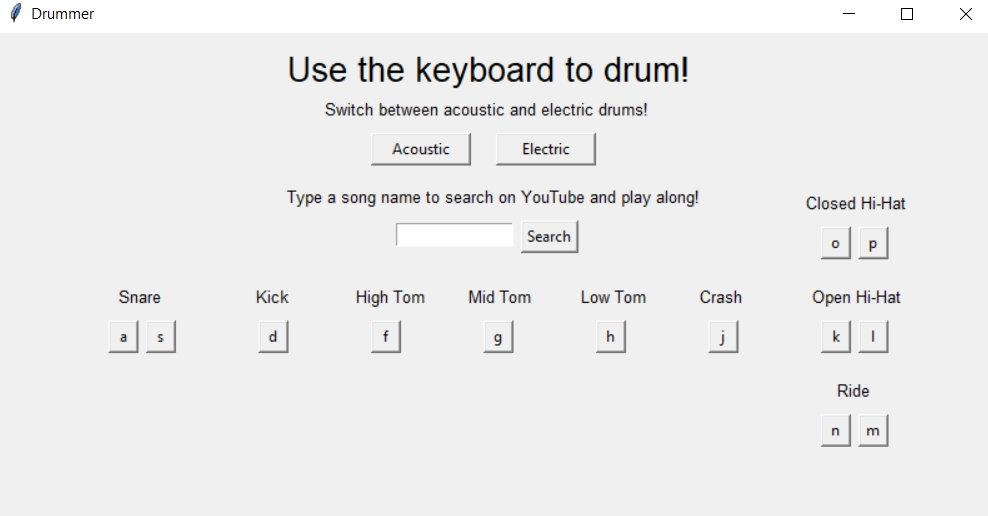 Drummer
Use the keyboard to drum!
Switch between acoustic and electric drums!
Acoustic Electric
Type a song name to search on YouTube and play along!
Closed Hi-Hat
Search
o p
Snare Kick High Tom Mid Tom Low Tom Crash Open Hi-Hat
a s d f g h j k l
Ride
n m